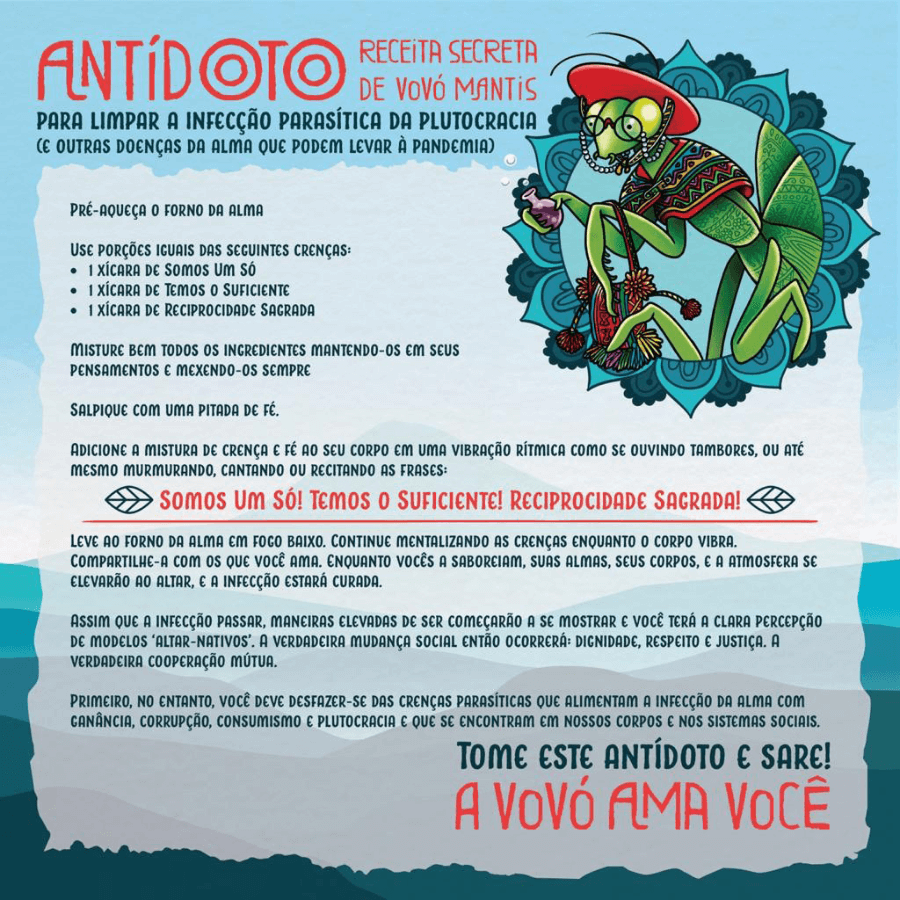 ANTÍDOTO RECEITA SECRETA
DE VOVÓ MANTIS
PARA LIMPAR A INFECÇÃO PARASÍTICA DA PLUTOCRACIA
(E OUTRAS DOENÇAS DA ALMA QUE PODEM LEVAR À PANDEMIA)
PRÉ-AQUEÇA O FORNO DA ALMA
USE PORÇÕES IGUAIS DAS SEGUINTES CRENÇAS:
• 1 XÍCARA DE SOMOS UM SÓ
• 1 XÍCARA DE TEMOS O SUFICIENTE
• 1 XÍCARA DE RECIPROCIDADE SAGRADA
MISTURE BEM TODOS OS INGREDIENTES MANTENDO-OS EM SEUS
PENSAMENTOS E MEXENDO-OS SEMPRE
SALPIQUE COM UMA PITADA DE FÉ.
ADICIONE A MISTURA DE CRENÇA E FÉ AO SEU CORPO EM UMA VIBRAÇÃO RÍTMICA COMO SE OUVINDO TAMBORES, OU ATÉ
MESMO MURMURANDO, CANTANDO OU RECITANDO AS FRASES:
SOMOS UM SÓ! TEMOS O SUFICIENTE! RECIPROCIDADE SAGRADA!
LEVE AO FORNO DA ALMA EM FOGO BAIXO. CONTINUE MENTALIZANDO AS CRENÇAS ENQUANTO O CORPO VIBRA.
COMPARTILHE-A COM OS QUE VOCÊ AMA. ENQUANTO VOCÊS A SABOREIAM, SUAS ALMAS, SEUS CORPOS, E A ATMOSFERA SE
ELEVARÃO AO ALTAR, E A INFECÇÃO ESTARÁ CURADA.
ASSIM QUE A INFECÇÃO PASSAR, MANEIRAS ELEVADAS DE SER COMEÇARÃO A SE MOSTRAR E VOCÊ TERÁ A CLARA PERCEPÇÃO
DE MODELOS ‘ALTAR-NATIVOS’. A VERDADEIRA MUDANÇA SOCIAL ENTÃO OCORRERÁ: DIGNIDADE, RESPEITO E JUSTIÇA. A
VERDADEIRA COOPERAÇÃO MÚTUA.
PRIMEIRO, NO ENTANTO, VOCÊ DEVE DESFAZER-SE DAS CRENÇAS PARASÍTICAS QUE ALIMENTAM A INFECÇÃO DA ALMA COM
GANÂNCIA, CORRUPÇÃO, CONSUMISMO E PLUTOCRACIA E QUE SE ENCONTRAM EM NOSSOS CORPOS E NOS SISTEMAS SOCIAIS.
TOME ESTE ANTÍDOTO E SARE!
A VOVÓ AMA VOCÊ